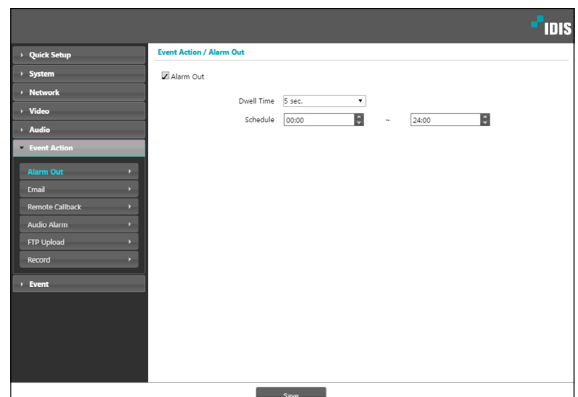 IDIS
Quick Setup
System
Network
Video
Audio
Event Action
Alarm Out
Email
Remote Callback
Audio Alarm
FTP Upload
Record
Event
Event Action / Alarm Out
Alarm Out
Dwell Time 5 sec.
Schedule 00:00 ~ 24:00
Save